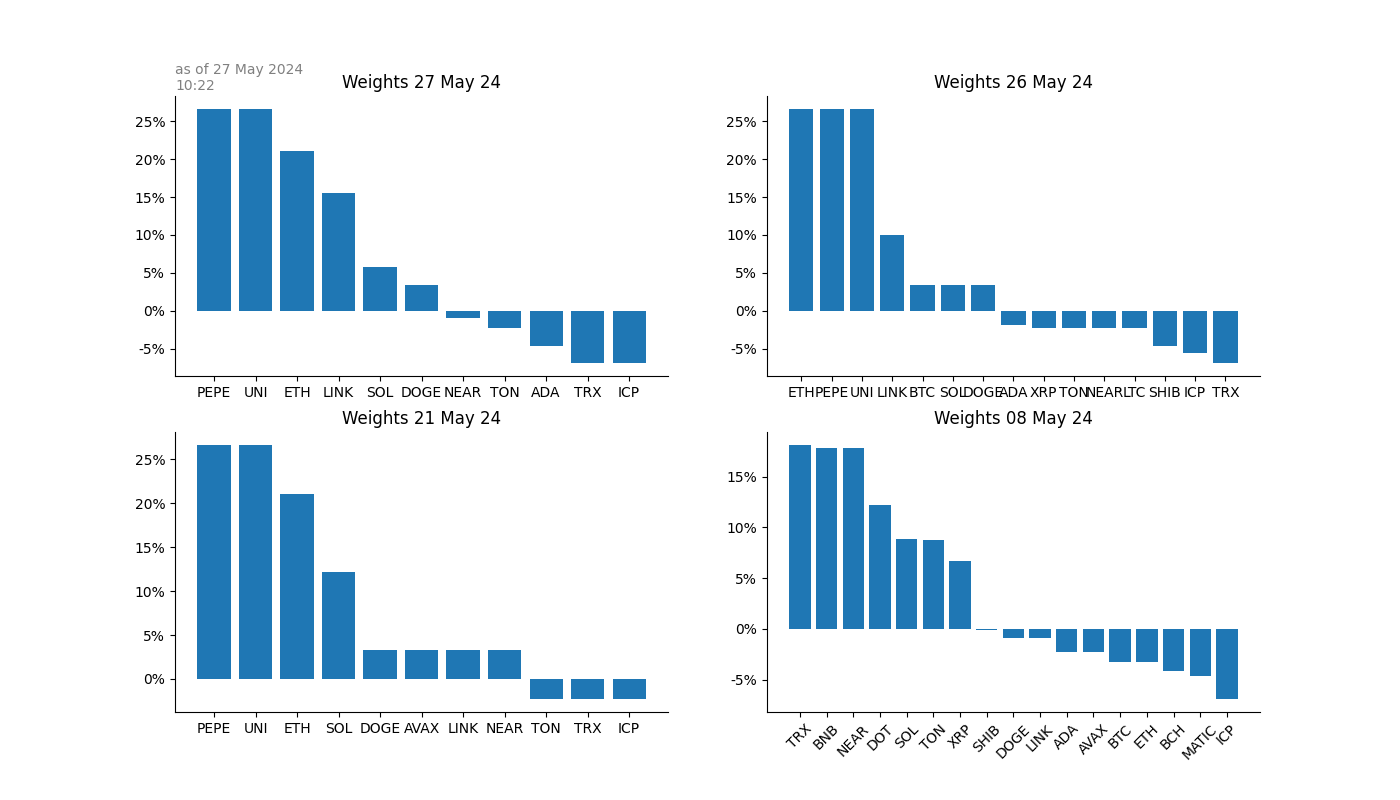 as of 27 May 2024
10:22
Weights 27 May 24
25%
20%
15%
10%
5%
0%
-5%
PEPE UNI ETH LINK SOL DOGE NEAR TON ADA TRX ICP
Weights 26 May 24
25%
20%
15%
10%
5%
0%
-5%
ETH PEPE UNI LINK BTC SOL DOGE ADA XRP TON NEAR LTC SHIB ICP TRX
Weights 21 May 24
25%
20%
15%
10%
5%
0%
PEPE UNI ETH SOL DOGE AVAX LINK NEAR TON TRX ICP
Weights 08 May 24
15%
10%
5%
0%
-5%
TRX BNB NEAR DOT SOL TON XRP SHIB DOGE LINK ADA AVAX BTC ETH BCH MATIC ICP